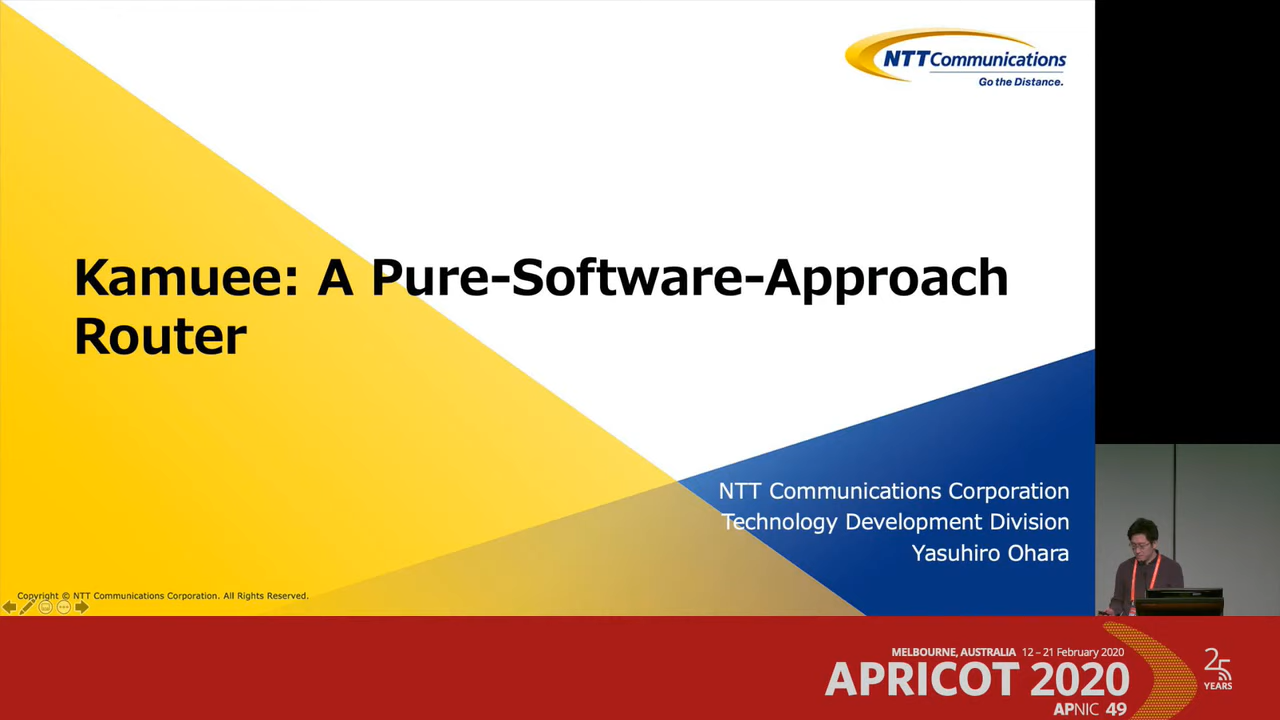 NTT Communications
Go the Distance.
Kamuee: A Pure-Software-Approach
Router
NTT Communications Corporation
Technology Development Division
Yasuhiro Ohara
Copyright © NTT Communications Corporation. All Rights Reserved.
MELBOURNE, AUSTRALIA 12 – 21 February 2020
APRICOT 2020
APNIC 49
25
YEARS